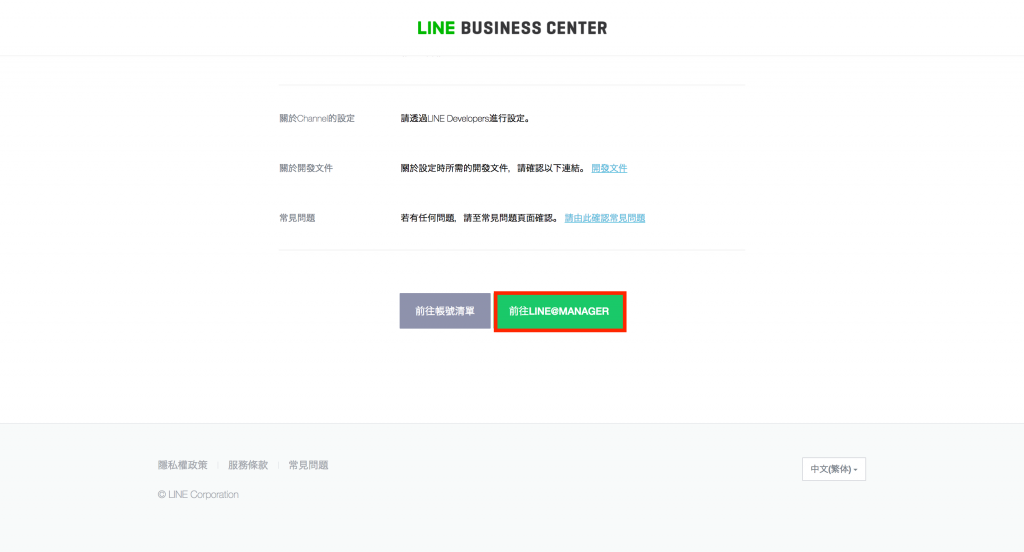 LINE BUSINESS CENTER
關於Channel的設定 請透過LINE Developers進行設定。
關於開發文件 關於設定時所需的開發文件，請確認以下連結。 開發文件
常見問題 若有任何問題，請至常見問題頁面確認。 請由此確認常見問題
前往帳號清單 前往LINE@MANAGER
隱私權政策 服務條款 常見問題 中文(繁体)
© LINE Corporation